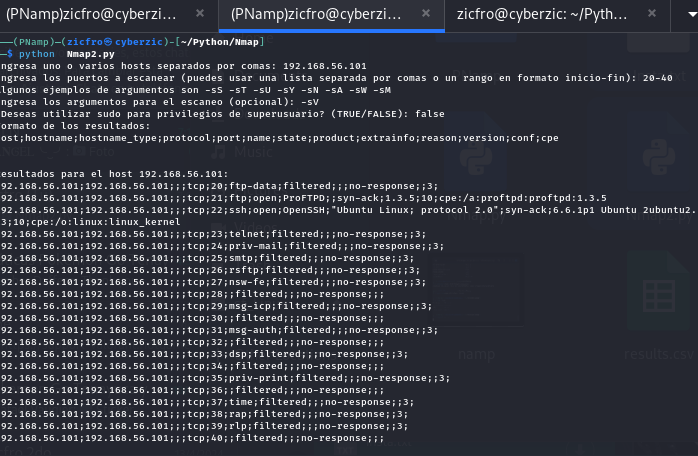 (PNamp)zicfro@cyberzi... × (PNamp)zicfro@cyberzi... × zicfro@cyberzic: ~/Pyth... ×
(PNamp)-(zicfro㉿cyberzic)-[~/Python/Nmap]
$ python Nmap2.py
ngresa uno o varios hosts separados por comas: 192.168.56.101
ngresa los puertos a escanear (puedes usar una lista separada por comas o un rango en formato inicio-fin): 20-40
lgunos ejemplos de argumentos son -sS -sT -sU -sY -sN -sA -sW -sM
ngresa los argumentos para el escaneo (opcional): -sV
Deseas utilizar sudo para privilegios de superusuario? (TRUE/FALSE): false
ormato de los resultados:
ost;hostname;hostname_type;protocol;port;name;state;product;extrainfo;reason;version;conf;cpe
Music
esultados para el host 192.168.56.101:
92.168.56.101;192.168.56.101;;;tcp;20;ftp-data;filtered;;;no-response;;3;
92.168.56.101;192.168.56.101;;;tcp;21;ftp;open;ProFTPD;;syn-ack;1.3.5;10;cpe:/a:proftpd:proftpd:1.3.5
92.168.56.101;192.168.56.101;;;tcp;22;ssh;open;OpenSSH;"Ubuntu Linux; protocol 2.0";syn-ack;6.6.1p1 Ubuntu 2ubuntu2.
3;10;cpe:/o:linux:linux_kernel
92.168.56.101;192.168.56.101;;;tcp;23;telnet;filtered;;;no-response;;3;
92.168.56.101;192.168.56.101;;;tcp;24;priv-mail;filtered;;;no-response;;3;
92.168.56.101;192.168.56.101;;;tcp;25;smtp;filtered;;;no-response;;3;
92.168.56.101;192.168.56.101;;;tcp;26;rsftp;filtered;;;no-response;;3;
92.168.56.101;192.168.56.101;;;tcp;27;nsw-fe;filtered;;;no-response;;3;
92.168.56.101;192.168.56.101;;;tcp;28;;filtered;;;no-response;;;
92.168.56.101;192.168.56.101;;;tcp;29;msg-icp;filtered;;;no-response;;3;
92.168.56.101;192.168.56.101;;;tcp;30;;filtered;;;no-response;;;
92.168.56.101;192.168.56.101;;;tcp;31;msg-auth;filtered;;;no-response;;3;
92.168.56.101;192.168.56.101;;;tcp;32;;filtered;;;no-response;;;
92.168.56.101;192.168.56.101;;;tcp;33;dsp;filtered;;;no-response;;3;
92.168.56.101;192.168.56.101;;;tcp;34;;filtered;;;no-response;;;
92.168.56.101;192.168.56.101;;;tcp;35;priv-print;filtered;;;no-response;;3;
92.168.56.101;192.168.56.101;;;tcp;36;;filtered;;;no-response;;;
92.168.56.101;192.168.56.101;;;tcp;37;time;filtered;;;no-response;;3;
92.168.56.101;192.168.56.101;;;tcp;38;rap;filtered;;;no-response;;3;
92.168.56.101;192.168.56.101;;;tcp;39;rlp;filtered;;;no-response;;3;
92.168.56.101;192.168.56.101;;;tcp;40;;filtered;;;no-response;;;
namp
results.csv